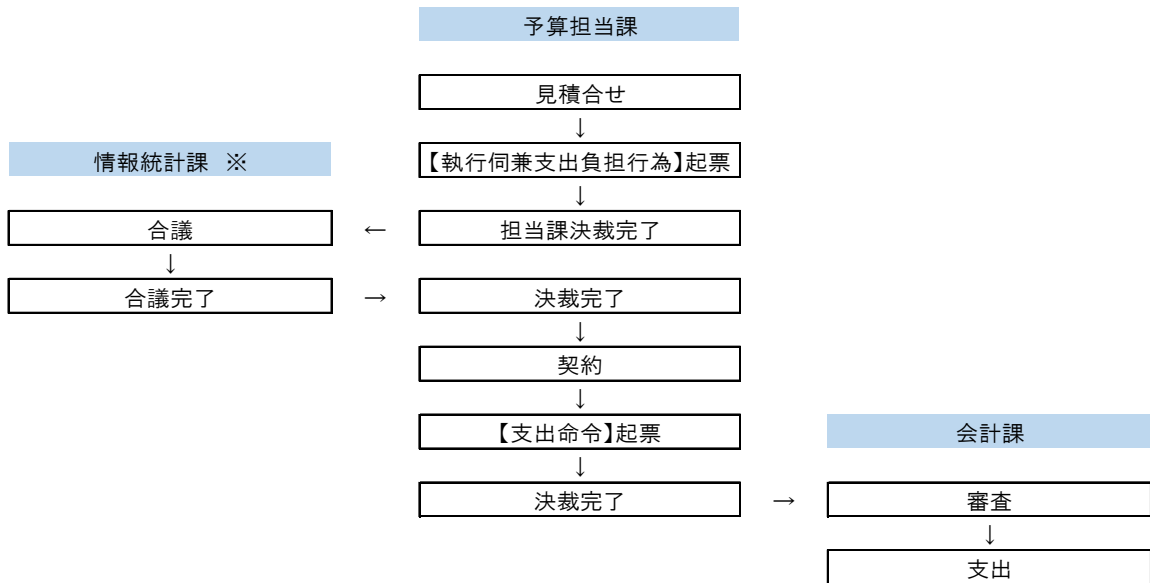 予算担当課
見積合せ
↓
情報統計課　※
【執行伺兼支出負担行為】起票
↓
合議 ← 担当課決裁完了
↓
合議完了 → 決裁完了
↓
契約
↓
【支出命令】起票
会計課
↓
決裁完了 → 審査
↓
支出